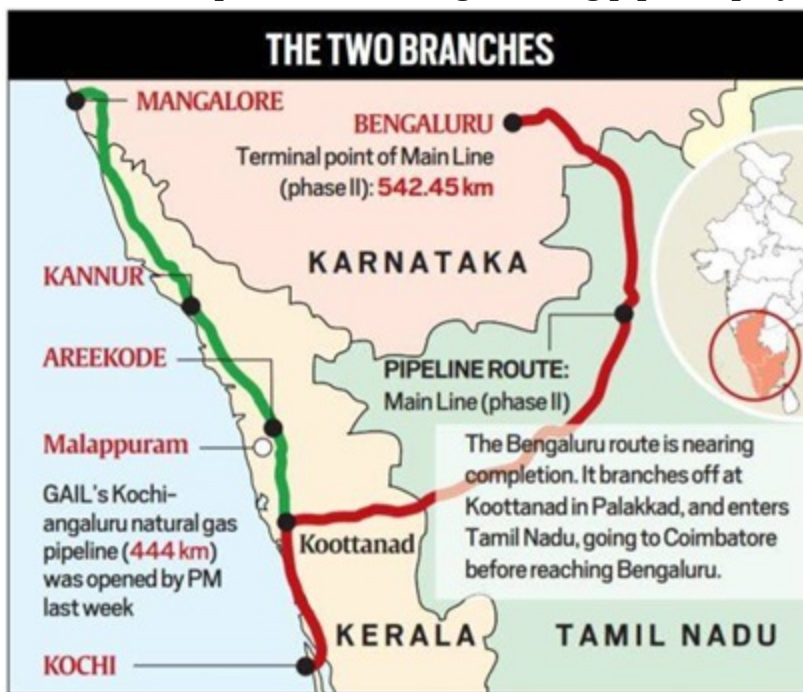 THE TWO BRANCHES
MANGALORE
BENGALURU
Terminal point of Main Line
(phase II): 542.45 km
KARNATAKA
KANNUR
AREEKODE
PIPELINE ROUTE:
Main Line (phase II)
Malappuram
The Bengaluru route is nearing
completion. It branches off at
Koottanad in Palakkad, and enters
Tamil Nadu, going to Coimbatore
before reaching Bengaluru.
GAIL's Kochi-
angaluru natural gas
pipeline (444 km)
was opened by PM
last week
Koottanad
KERALA
TAMIL NADU
KOCHI